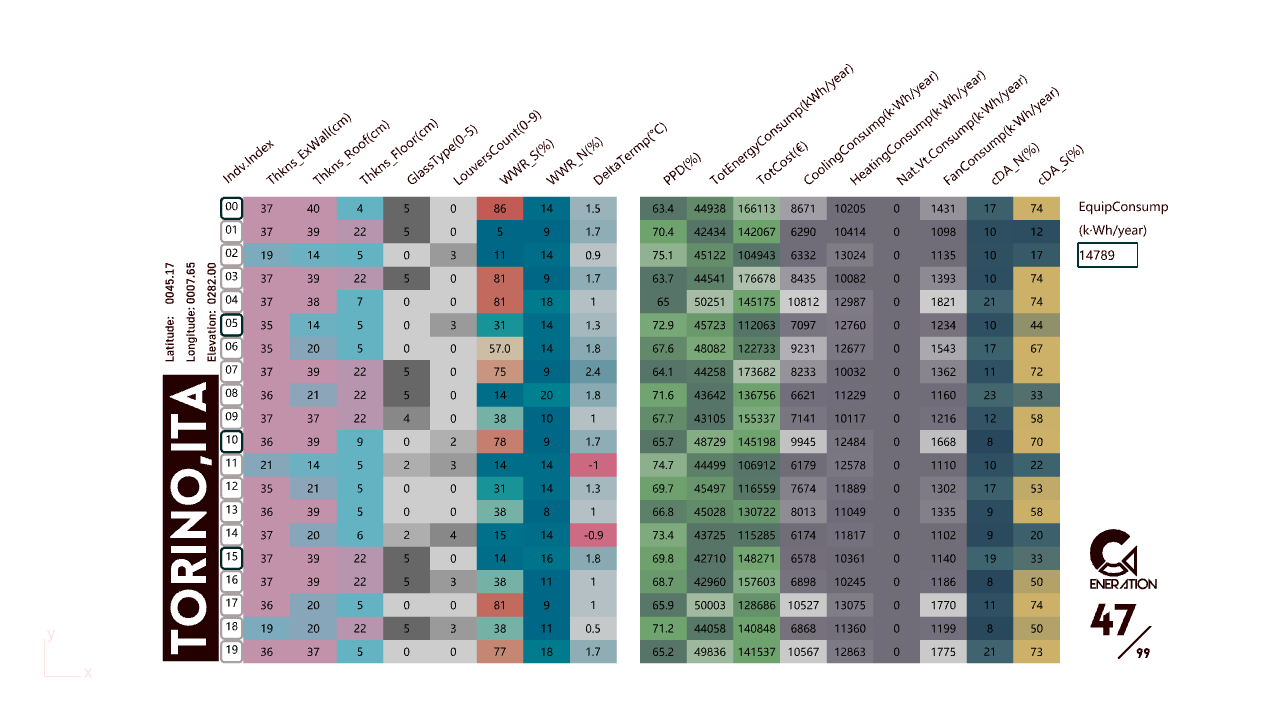 Indv.Index Thkns_ExWall(cm) Thkns_Roof(cm) Thkns_Floor(cm) GlassType(0-5) LouversCount(0-9) WWR_S(%) WWR_N(%) DeltaTermp(°C) PPD(%) TotEnergyConsump(kWh/year) TotCost(€) CoolingConsump(k·Wh/year) HeatingConsump(k·Wh/year) Nat.Vt.Consump(k·Wh/year) FanConsump(k·Wh/year) cDA_N(%) cDA_S(%)
00 37 40 4 5 0 86 14 1.5 63.4 44938 166113 8671 10205 0 1431 17 74
01 37 39 22 5 0 5 9 1.7 70.4 42434 142067 6290 10414 0 1098 10 12
02 19 14 5 0 3 11 14 0.9 75.1 45122 104943 6332 13024 0 1135 10 17
03 37 39 22 5 0 81 9 1.7 63.7 44541 176678 8435 10082 0 1393 10 74
04 37 38 7 0 0 81 18 1 65 50251 145175 10812 12987 0 1821 21 74
05 35 14 5 0 3 31 14 1.3 72.9 45723 112063 7097 12760 0 1234 10 44
06 35 20 5 0 0 57.0 14 1.8 67.6 48082 122733 9231 12677 0 1543 17 67
07 37 39 22 5 0 75 9 2.4 64.1 44258 173682 8233 10032 0 1362 11 72
08 36 21 22 5 0 14 20 1.8 71.6 43642 136756 6621 11229 0 1160 23 33
09 37 37 22 4 0 38 10 1 67.7 43105 155337 7141 10117 0 1216 12 58
10 36 39 9 0 2 78 9 1.7 65.7 48729 145198 9945 12484 0 1668 8 70
11 21 14 5 2 3 14 14 -1 74.7 44499 106912 6179 12578 0 1110 10 22
12 35 21 5 0 0 31 14 1.3 69.7 45497 116559 7674 11889 0 1302 17 53
13 36 39 5 0 0 38 8 1 66.8 45028 130722 8013 11049 0 1335 9 58
14 37 20 6 2 4 15 14 -0.9 73.4 43725 115285 6174 11817 0 1102 9 20
15 37 39 22 5 0 14 16 1.8 69.8 42710 148271 6578 10361 0 1140 19 33
16 37 39 22 5 3 38 11 1 68.7 42960 157603 6898 10245 0 1186 8 50
17 36 20 5 0 0 81 9 1 65.9 50003 128686 10527 13075 0 1770 11 74
18 19 20 22 5 3 38 11 0.5 71.2 44058 140848 6868 11360 0 1199 8 50
19 36 37 5 0 0 77 18 1.7 65.2 49836 141537 10567 12863 0 1775 21 73
Latitude: 0045.17
Longitude: 0007.65
Elevation: 0282.00
TORINO,ITA
EquipConsump
(k·Wh/year)
14789
ENERATION
47/99
y
x